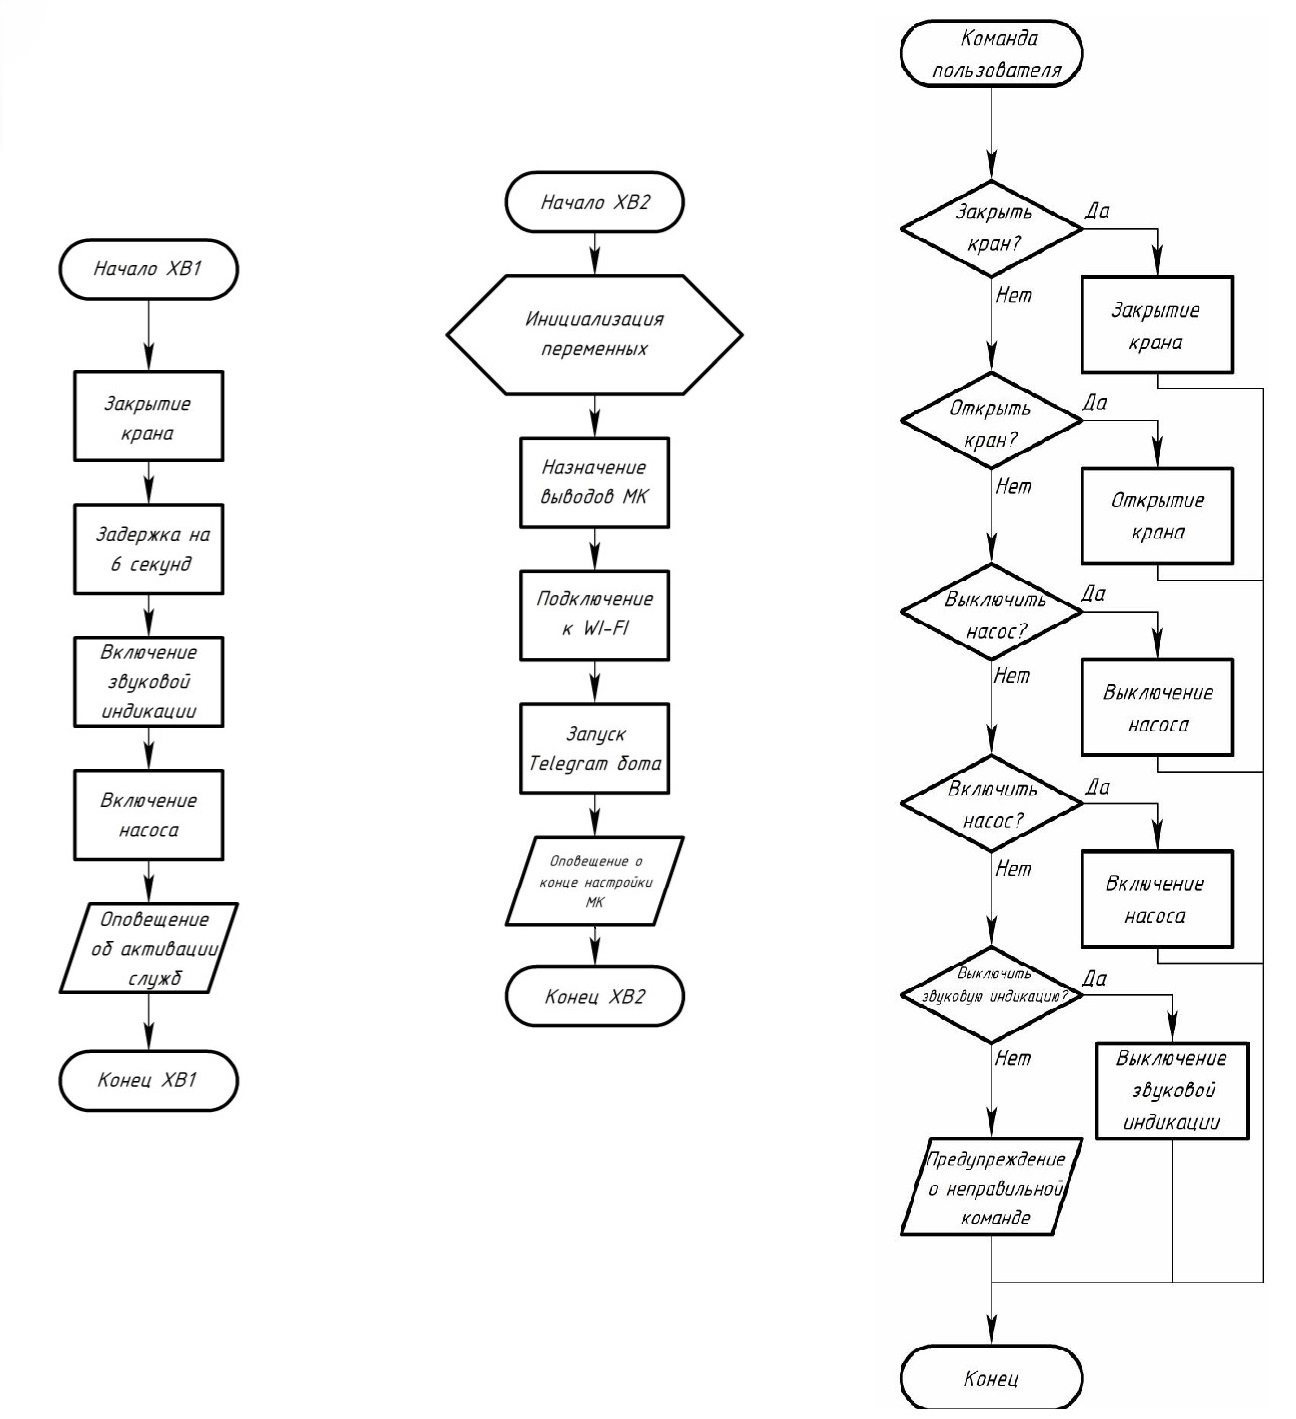 Начало ХВ1
Закрытие
крана
Задержка на
6 секунд
Включение
звуковой
индикации
Включение
насоса
Оповещение
об активации
служб
Конец ХВ1
Начало ХВ2
Инициализация
переменных
Назначение
выводов МК
Подключение
к WI-FI
Запуск
Telegram бота
Оповещение о
конце настройки
МК
Конец ХВ2
Команда
пользователя
Закрыть
кран?
Да
Нет
Закрытие
крана
Открыть
кран?
Да
Нет
Открытие
крана
Выключить
насос?
Да
Нет
Выключение
насоса
Включить
насос?
Да
Нет
Включение
насоса
Выключить
звуковую индикацию?
Да
Нет
Выключение
звуковой
индикации
Предупреждение
о неправильной
команде
Конец